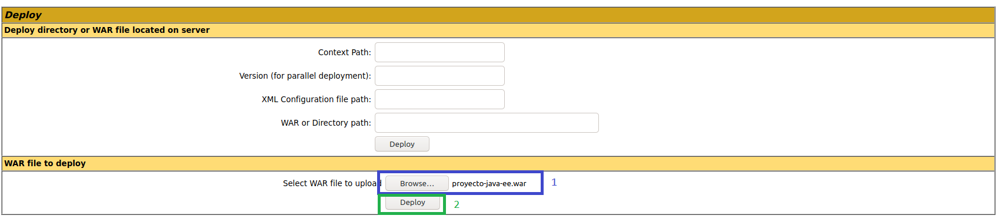 Deploy
Deploy directory or WAR file located on server
Context Path:
Version (for parallel deployment):
XML Configuration file path:
WAR or Directory path:
Deploy
WAR file to deploy
Select WAR file to upload Browse... proyecto-java-ee.war 1
Deploy 2